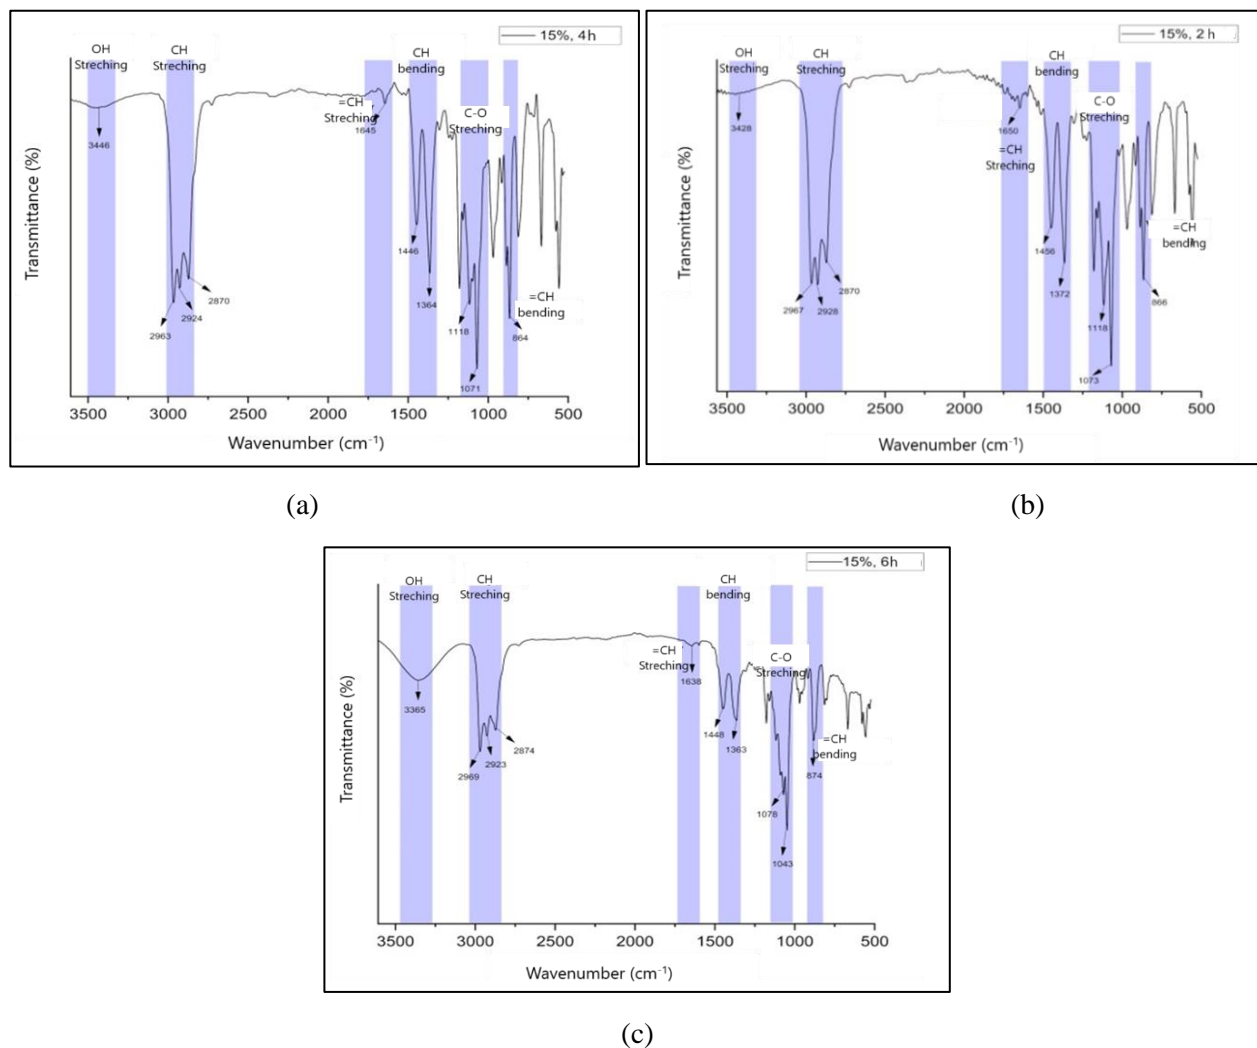 15%, 4h
OH
Streching
CH
Streching
CH
bending
=CH
Streching
1645
C-O
Streching
3446
2870
2924
2963
1446
1364
1118
1071
=CH
bending
864
Transmittance (%)
3500 3000 2500 2000 1500 1000 500
Wavenumber (cm⁻¹)
(a)
15%, 2 h
OH
Streching
CH
Streching
CH
bending
C-O
Streching
3428
1650
=CH
Streching
=CH
bending
2870
2967
2928
1456
1372
1118
1073
866
Transmittance (%)
3500 3000 2500 2000 1500 1000 500
Wavenumber (cm⁻¹)
(b)
15%, 6h
OH
Streching
CH
Streching
CH
bending
=CH
Streching
1638
C-O
Streching
3365
2874
2923
2969
1448
1363
=CH
bending
874
1078
1043
Transmittance (%)
3500 3000 2500 2000 1500 1000 500
Wavenumber (cm⁻¹)
(c)